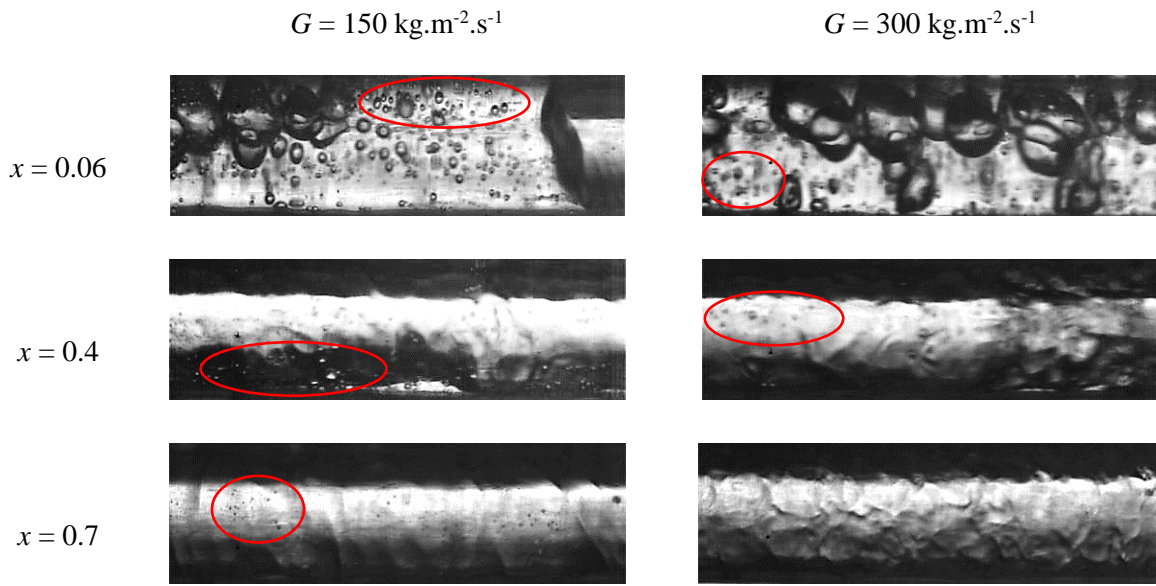 G = 150 kg.m⁻².s⁻¹
G = 300 kg.m⁻².s⁻¹
x = 0.06
x = 0.4
x = 0.7